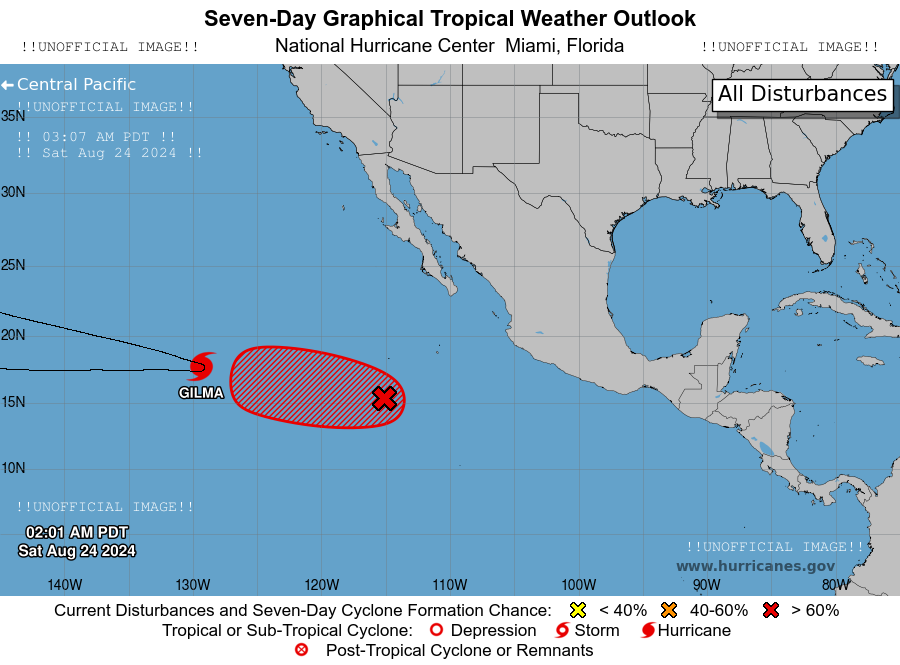 Seven-Day Graphical Tropical Weather Outlook
!!UNOFFICIAL IMAGE!! National Hurricane Center Miami, Florida !!UNOFFICIAL IMAGE!!
Central Pacific
All Disturbances
!!UNOFFICIAL IMAGE!!
35N
!! 03:07 AM PDT !!
!! Sat Aug 24 2024 !!
30N
25N
20N
GILMA
15N
10N
!!UNOFFICIAL IMAGE!!
02:01 AM PDT
Sat Aug 24 2024
!!UNOFFICIAL IMAGE!!
www.hurricanes.gov
140W 130W 120W 110W 100W 90W 80W
Current Disturbances and Seven-Day Cyclone Formation Chance: < 40% 40-60% > 60%
Tropical or Sub-Tropical Cyclone: Depression Storm Hurricane
Post-Tropical Cyclone or Remnants